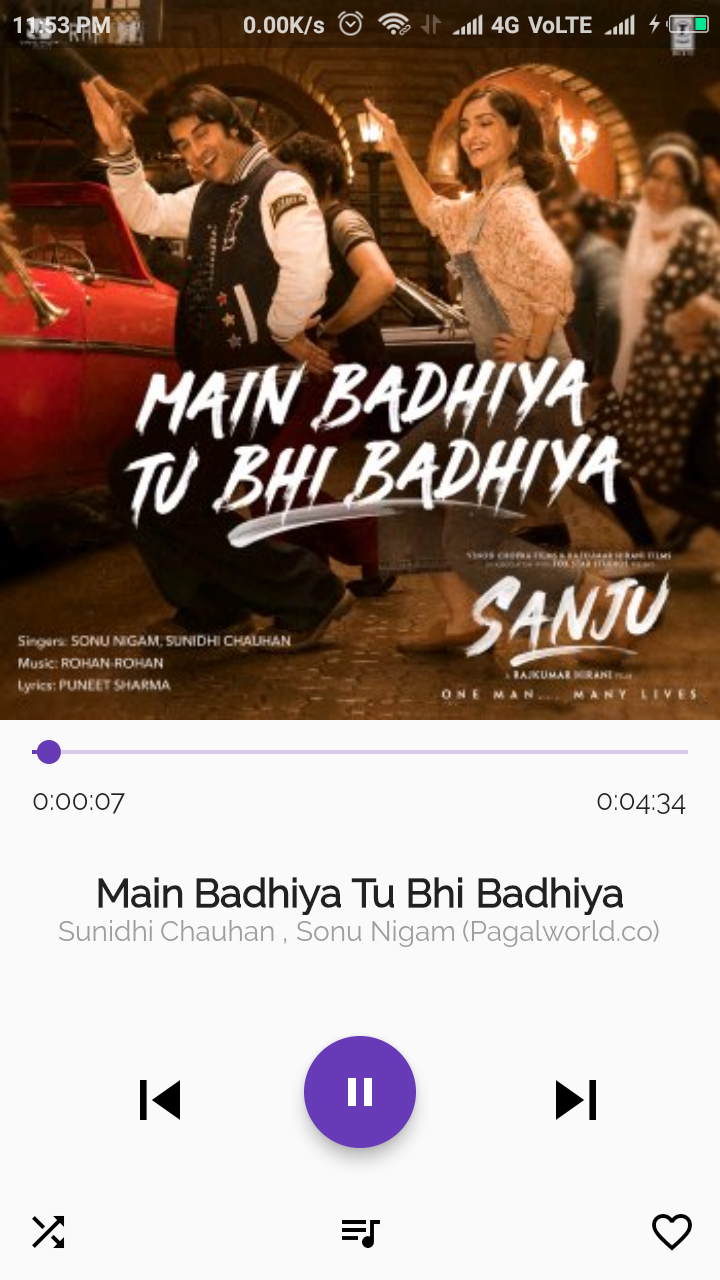 11:53 PM 0.00K/s 4G VoLTE
MAIN BADHIYA
TU BHI BADHIYA
VINOD CHOPRA FILMS & RAJKUMAR HIRANI FILMS
FOX STAR STUDIOS
SANJU
A RAJKUMAR HIRANI FILM
ONE MAN... MANY LIVES
Singers: SONU NIGAM, SUNIDHI CHAUHAN
Music: ROHAN-ROHAN
Lyrics: PUNEET SHARMA
0:00:07 0:04:34
Main Badhiya Tu Bhi Badhiya
Sunidhi Chauhan , Sonu Nigam (Pagalworld.co)